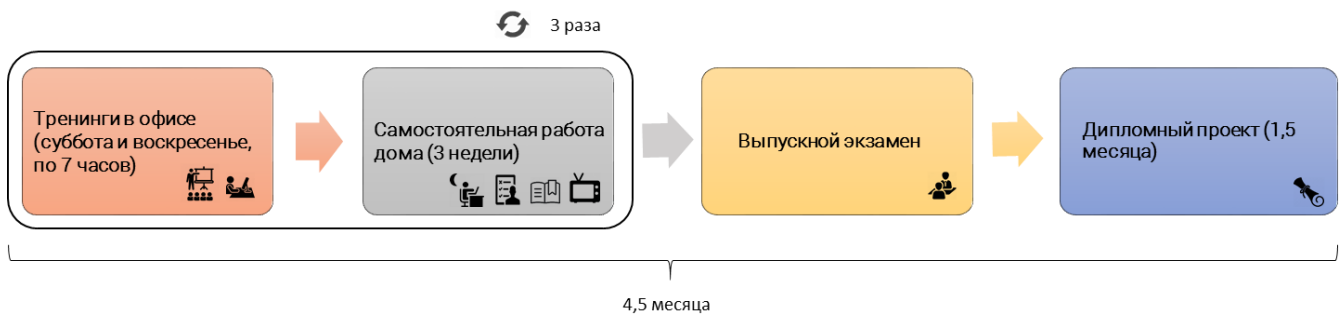 3 раза
Тренинги в офисе
(суббота и воскресенье,
по 7 часов)
Самостоятельная работа
дома (3 недели)
Выпускной экзамен
Дипломный проект (1,5
месяца)
4,5 месяца